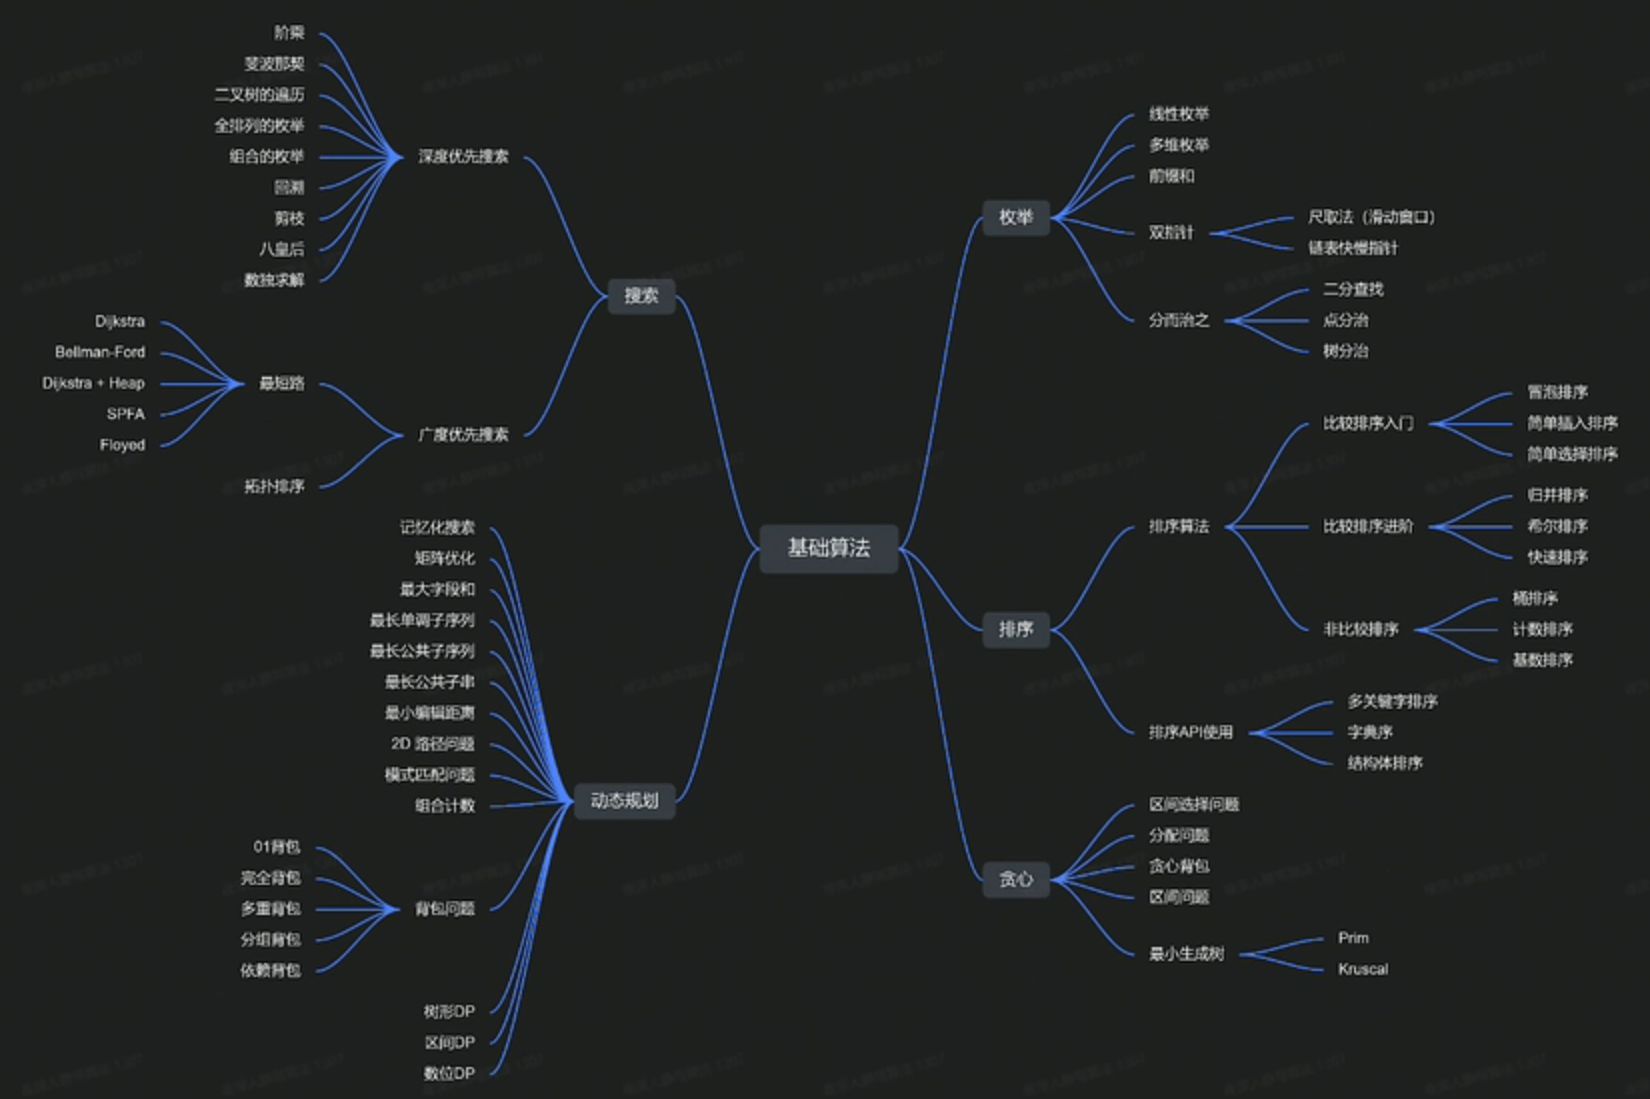 基础算法
枚举
线性枚举
多维枚举
前缀和
双指针
尺取法（滑动窗口）
链表快慢指针
分而治之
二分查找
点分治
树分治
排序
排序算法
比较排序入门
冒泡排序
简单插入排序
简单选择排序
比较排序进阶
归并排序
希尔排序
快速排序
非比较排序
桶排序
计数排序
基数排序
排序API使用
多关键字排序
字典序
结构体排序
贪心
区间选择问题
分配问题
贪心背包
区间问题
最小生成树
Prim
Kruscal
搜索
深度优先搜索
阶乘
斐波那契
二叉树的遍历
全排列的枚举
组合的枚举
回溯
剪枝
八皇后
数独求解
广度优先搜索
最短路
Dijkstra
Bellman-Ford
Dijkstra + Heap
SPFA
Floyed
拓扑排序
动态规划
记忆化搜索
矩阵优化
最大字段和
最长单调子序列
最长公共子序列
最长公共子串
最小编辑距离
2D 路径问题
模式匹配问题
组合计数
背包问题
01背包
完全背包
多重背包
分组背包
依赖背包
树形DP
区间DP
数位DP